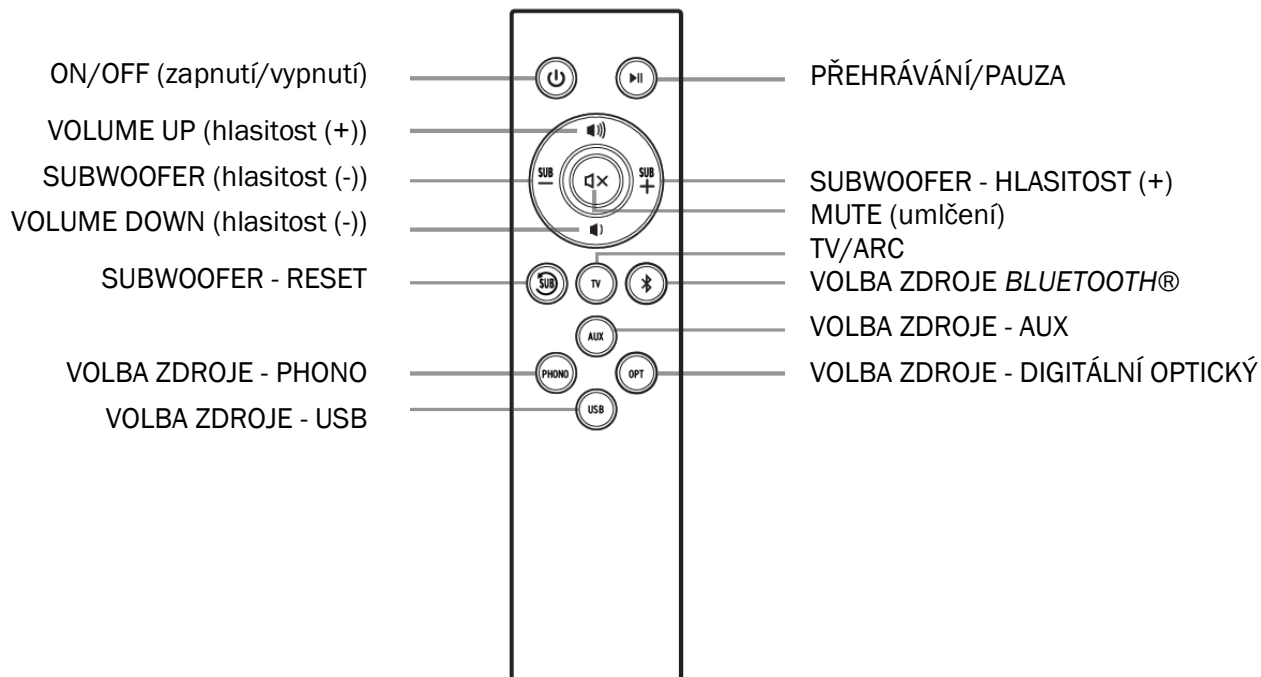 ON/OFF (zapnutí/vypnutí)
VOLUME UP (hlasitost (+))
SUBWOOFER (hlasitost (-))
VOLUME DOWN (hlasitost (-))
SUBWOOFER - RESET
VOLBA ZDROJE - PHONO
VOLBA ZDROJE - USB
SUB
SUB
SUB
TV
AUX
PHONO
OPT
USB
PŘEHRÁVÁNÍ/PAUZA
SUBWOOFER - HLASITOST (+)
MUTE (umlčení)
TV/ARC
VOLBA ZDROJE BLUETOOTH®
VOLBA ZDROJE - AUX
VOLBA ZDROJE - DIGITÁLNÍ OPTICKÝ